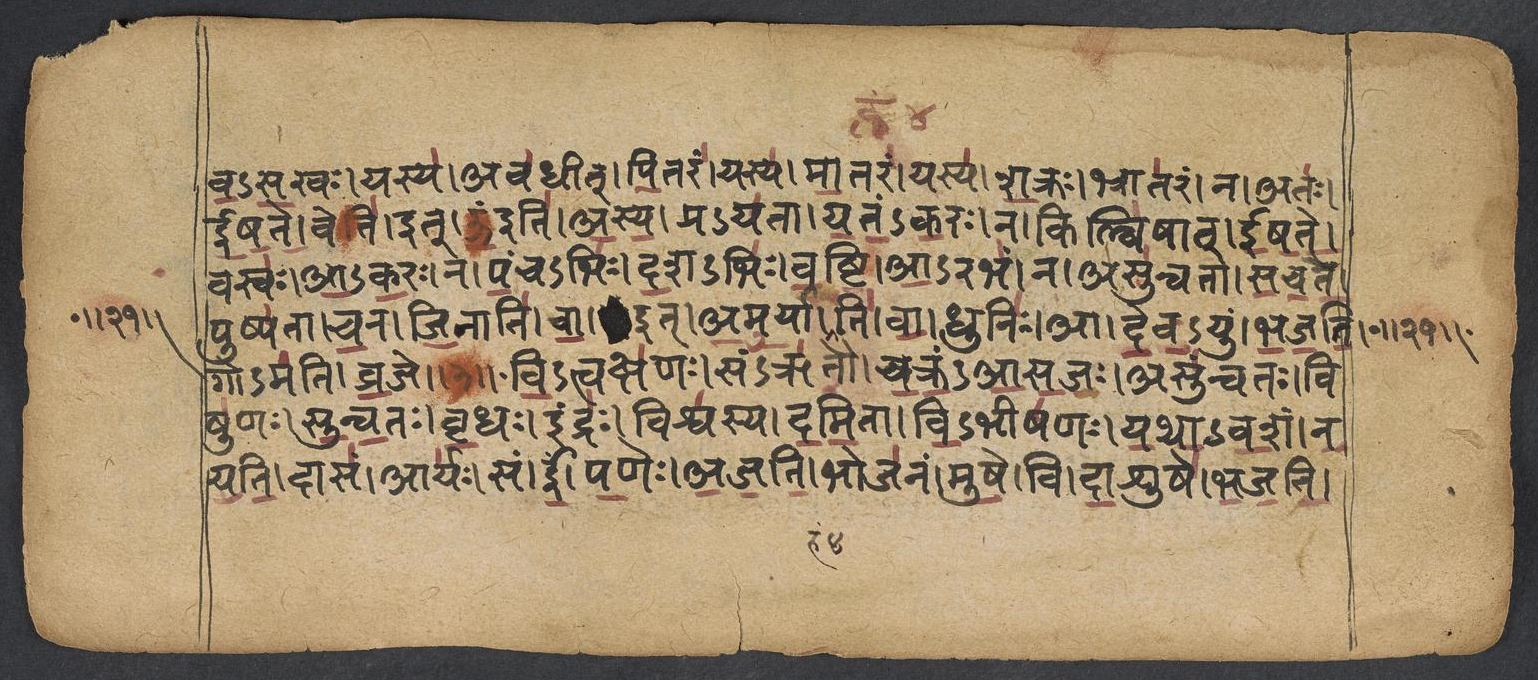 हं ४
वऽसखवः।यस्य।अवधीत्।पितरं।यस्य।मातरं।यस्य।शक्रः।भ्रातरं।न।अतः।
ईषते।वेति।इत्।ऊंइति।अस्य।प्रऽयता।यतंऽकरः।न।किल्बिषात्।ईषते।
वस्वः।आऽकरः।न।पंचऽभिः।दशऽभिः।वष्टि।आऽरभं।न।असुन्वता।सचते।
॥२१॥
पुष्यता।चन।जिनाति।वा।इत्।अमुया।हंति।वा।धुनिः।आ।देवऽयुं।भजति।॥२१॥
गोऽमति।व्रजे॥ विऽत्वक्षणः।संऽऋतौ।चक्रंऽआसजः।असुंन्वतः।वि
षुणः।सुन्वतः।वृधः।इंद्रः।विश्वस्य।दमिता।विऽभीषणः।यथाऽवशं।न
यति।दासं।आर्यः।सं।ईं।पणेः।अजति।भोजनं।मुषे।वि।दाशुषे।भजति।
हं४